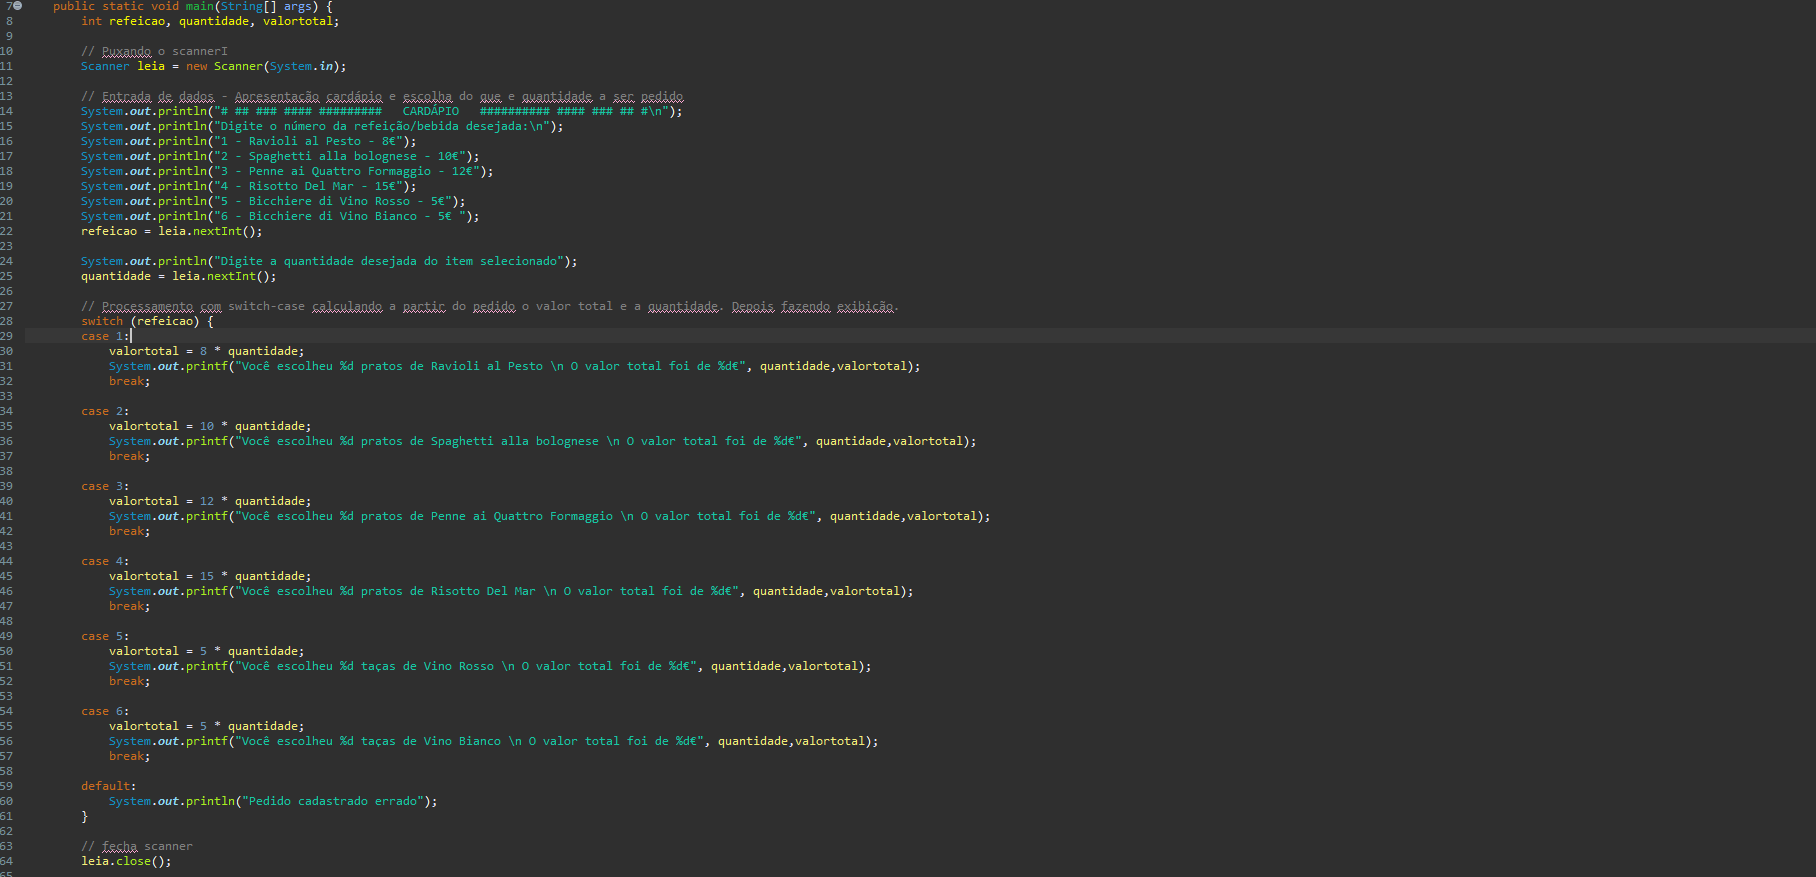 7 public static void main(String[] args) {
8 int refeicao, quantidade, valortotal;
9
10 // Puxando o scannerI
11 Scanner leia = new Scanner(System.in);
12
13 // Entrada de dados - Apresentação cardápio e escolha do que e quantidade a ser pedido
14 System.out.println("# ## ### #### #########   CARDÁPIO   ########## #### ### ## #\n");
15 System.out.println("Digite o número da refeição/bebida desejada:\n");
16 System.out.println("1 - Ravioli al Pesto - 8€");
17 System.out.println("2 - Spaghetti alla bolognese - 10€");
18 System.out.println("3 - Penne ai Quattro Formaggio - 12€");
19 System.out.println("4 - Risotto Del Mar - 15€");
20 System.out.println("5 - Bicchiere di Vino Rosso - 5€");
21 System.out.println("6 - Bicchiere di Vino Bianco - 5€ ");
22 refeicao = leia.nextInt();
23
24 System.out.println("Digite a quantidade desejada do item selecionado");
25 quantidade = leia.nextInt();
26
27 // Processamento com switch-case calculando a partir do pedido o valor total e a quantidade. Depois fazendo exibição.
28 switch (refeicao) {
29 case 1:
30 valortotal = 8 * quantidade;
31 System.out.printf("Você escolheu %d pratos de Ravioli al Pesto \n O valor total foi de %d€", quantidade,valortotal);
32 break;
33
34 case 2:
35 valortotal = 10 * quantidade;
36 System.out.printf("Você escolheu %d pratos de Spaghetti alla bolognese \n O valor total foi de %d€", quantidade,valortotal);
37 break;
38
39 case 3:
40 valortotal = 12 * quantidade;
41 System.out.printf("Você escolheu %d pratos de Penne ai Quattro Formaggio \n O valor total foi de %d€", quantidade,valortotal);
42 break;
43
44 case 4:
45 valortotal = 15 * quantidade;
46 System.out.printf("Você escolheu %d pratos de Risotto Del Mar \n O valor total foi de %d€", quantidade,valortotal);
47 break;
48
49 case 5:
50 valortotal = 5 * quantidade;
51 System.out.printf("Você escolheu %d taças de Vino Rosso \n O valor total foi de %d€", quantidade,valortotal);
52 break;
53
54 case 6:
55 valortotal = 5 * quantidade;
56 System.out.printf("Você escolheu %d taças de Vino Bianco \n O valor total foi de %d€", quantidade,valortotal);
57 break;
58
59 default:
60 System.out.println("Pedido cadastrado errado");
61 }
62
63 // fecha scanner
64 leia.close();
65